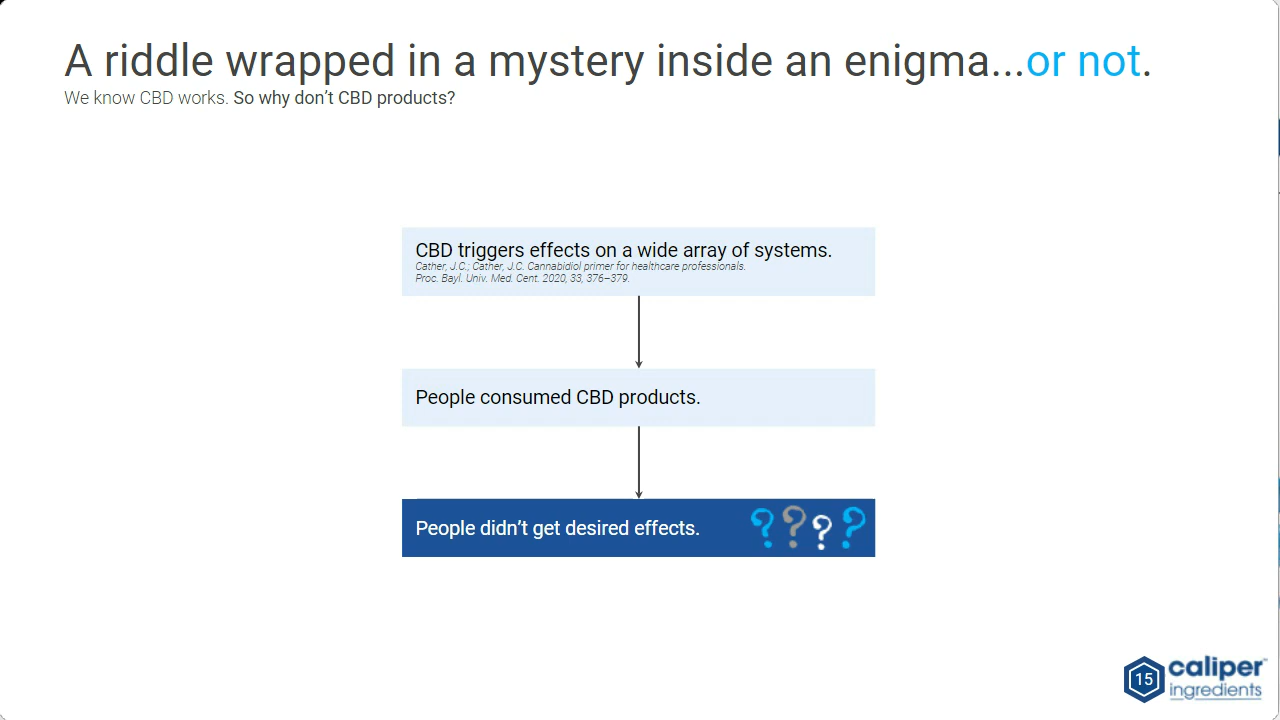 A riddle wrapped in a mystery inside an enigma...or not.
We know CBD works. So why don't CBD products?
CBD triggers effects on a wide array of systems.
Cather, J.C.; Cather, J.C. Cannabidiol primer for healthcare professionals.
Proc. Bayl. Univ. Med. Cent. 2020, 33, 376–379.
People consumed CBD products.
People didn't get desired effects. ? ? ? ?
15
caliper™
ingredients